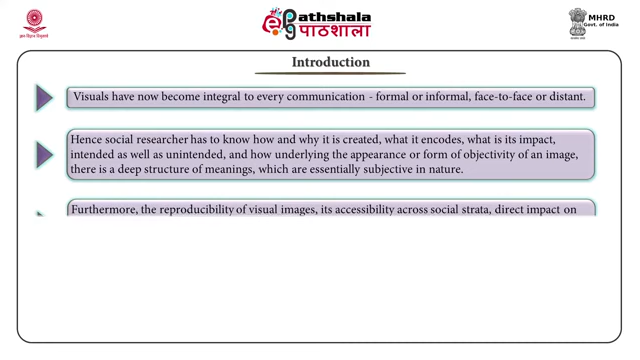 Pathshala
पाठशाला
MHRD
Govt. of India
Introduction
Visuals have now become integral to every communication - formal or informal, face-to-face or distant.
Hence social researcher has to know how and why it is created, what it encodes, what is its impact,
intended as well as unintended, and how underlying the appearance or form of objectivity of an image,
there is a deep structure of meanings, which are essentially subjective in nature.
Furthermore, the reproducibility of visual images, its accessibility across social strata, direct impact on